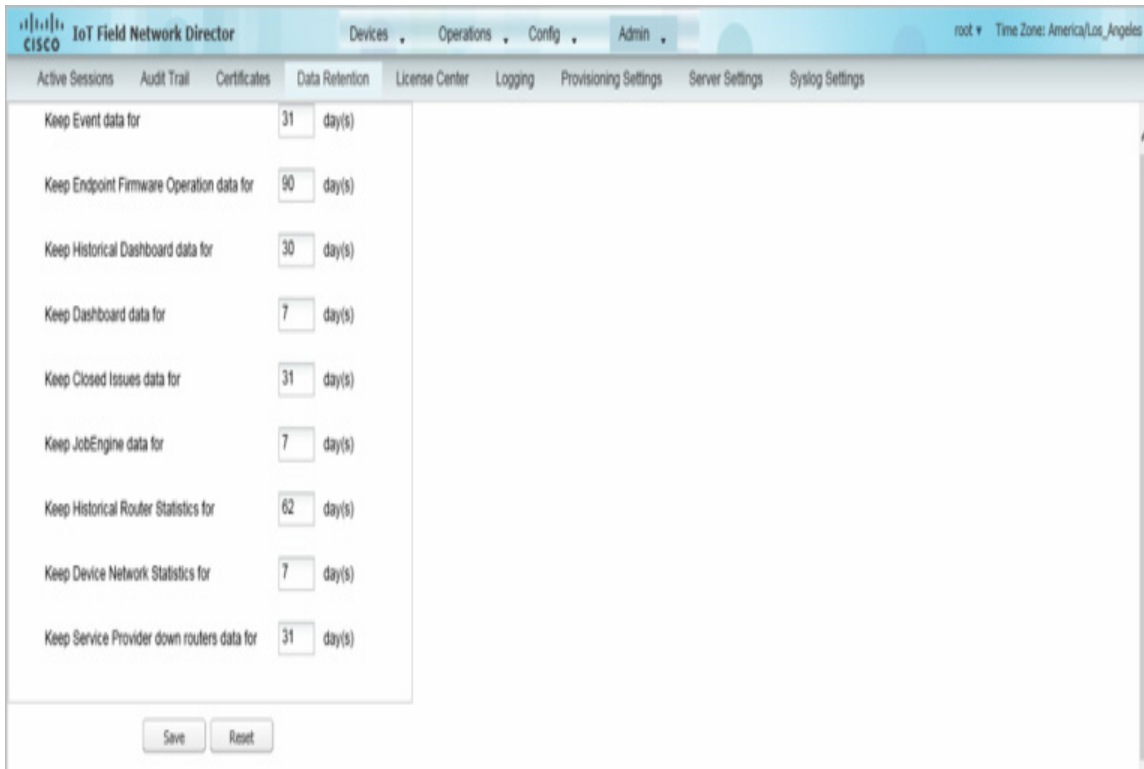 CISCO IoT Field Network Director Devices Operations Config Admin root Time Zone: America/Los_Angeles
Active Sessions Audit Trail Certificates Data Retention License Center Logging Provisioning Settings Server Settings Syslog Settings
Keep Event data for 31 day(s)
Keep Endpoint Firmware Operation data for 90 day(s)
Keep Historical Dashboard data for 30 day(s)
Keep Dashboard data for 7 day(s)
Keep Closed Issues data for 31 day(s)
Keep JobEngine data for 7 day(s)
Keep Historical Router Statistics for 62 day(s)
Keep Device Network Statistics for 7 day(s)
Keep Service Provider down routers data for 31 day(s)
Save Reset